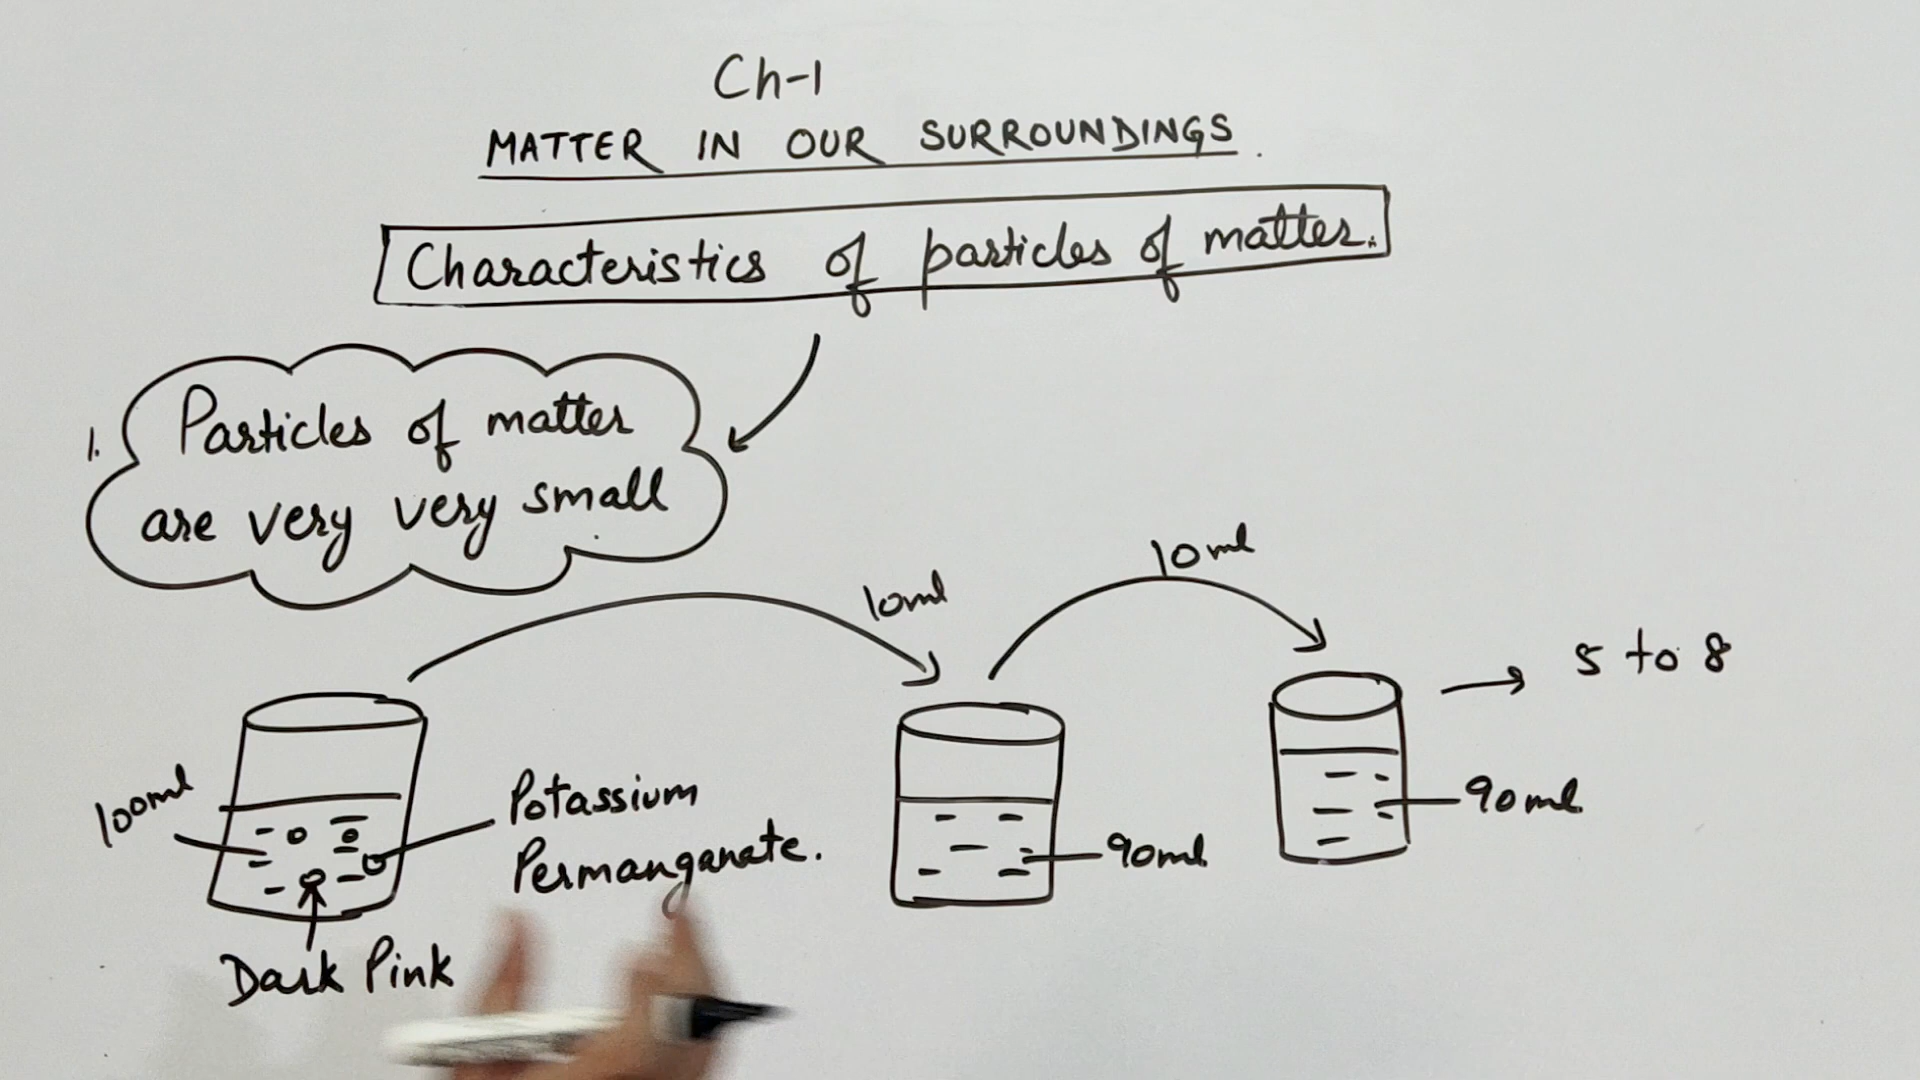 Ch-1
MATTER IN OUR SURROUNDINGS.
Characteristics of particles of matter.
1. Particles of matter
are very very small
10ml
10ml
5 to 8
100ml
Potassium
Permanganate.
90ml
90ml
Dark Pink